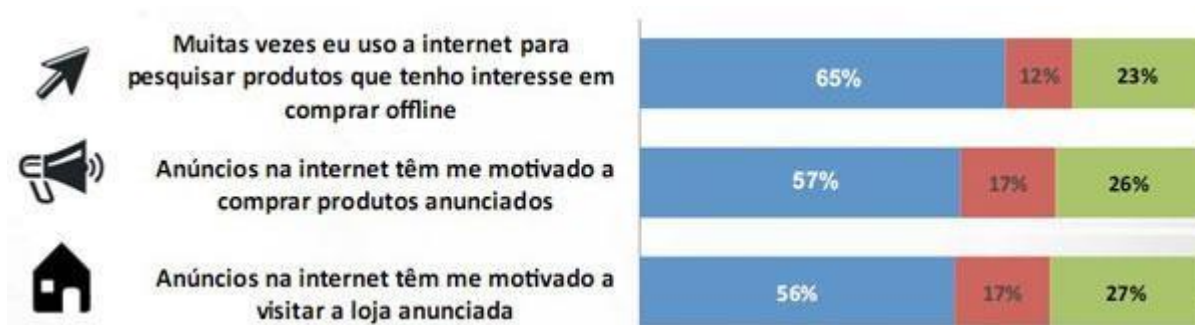 Muitas vezes eu uso a internet para
pesquisar produtos que tenho interesse em
comprar offline
65% 12% 23%
Anúncios na internet têm me motivado a
comprar produtos anunciados
57% 17% 26%
Anúncios na internet têm me motivado a
visitar a loja anunciada
56% 17% 27%